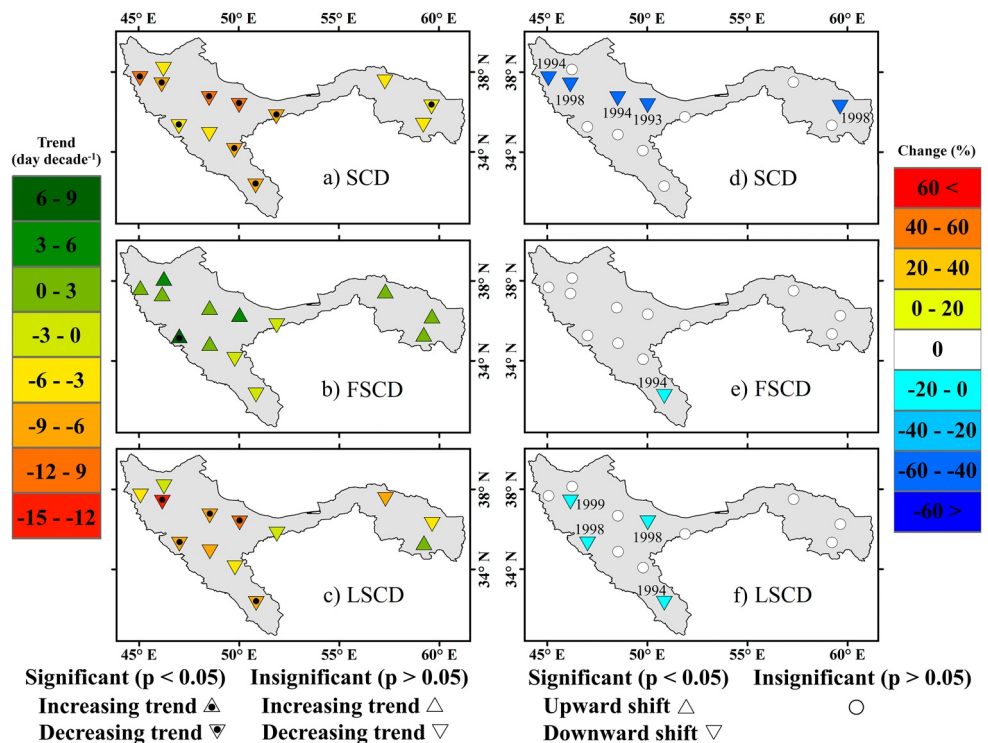 45° E 50° E 55° E 60° E
45° E 50° E 55° E 60° E
Trend
(day decade-1)
6 - 9
3 - 6
0 - 3
-3 - 0
-6 - -3
-9 - -6
-12 - 9
-15 - -12
38° N
34° N
a) SCD
38° N
34° N
b) FSCD
38° N
34° N
c) LSCD
45° E 50° E 55° E 60° E
38° N
34° N
1994
1998
1994
1993
1998
d) SCD
38° N
34° N
1994
e) FSCD
38° N
34° N
1999
1998
1998
1994
f) LSCD
45° E 50° E 55° E 60° E
Change (%)
60 <
40 - 60
20 - 40
0 - 20
0
-20 - 0
-40 - -20
-60 - -40
-60 >
Significant (p < 0.05) Insignificant (p > 0.05)
Increasing trend Increasing trend
Decreasing trend Decreasing trend
Significant (p < 0.05) Insignificant (p > 0.05)
Upward shift
Downward shift